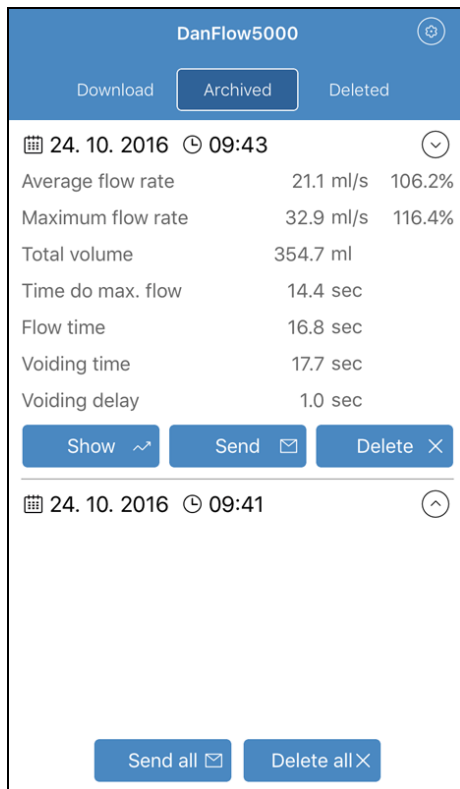 DanFlow5000
Download Archived Deleted
24. 10. 2016 09:43
Average flow rate 21.1 ml/s 106.2%
Maximum flow rate 32.9 ml/s 116.4%
Total volume 354.7 ml
Time do max. flow 14.4 sec
Flow time 16.8 sec
Voiding time 17.7 sec
Voiding delay 1.0 sec
Show Send Delete
24. 10. 2016 09:41
Send all Delete all